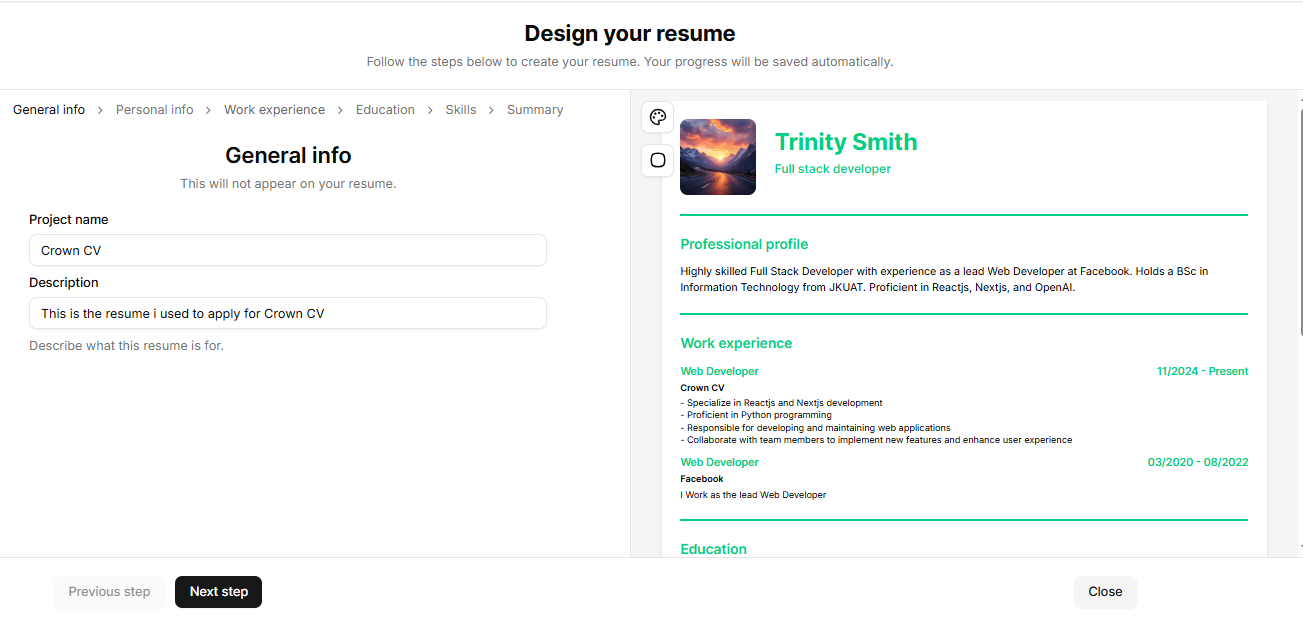 Design your resume
Follow the steps below to create your resume. Your progress will be saved automatically.
General info > Personal info > Work experience > Education > Skills > Summary
General info
This will not appear on your resume.
Project name
Crown CV
Description
This is the resume i used to apply for Crown CV
Describe what this resume is for.
Previous step
Next step
Trinity Smith
Full stack developer
Professional profile
Highly skilled Full Stack Developer with experience as a lead Web Developer at Facebook. Holds a BSc in
Information Technology from JKUAT. Proficient in Reactjs, Nextjs, and OpenAI.
Work experience
Web Developer 11/2024 - Present
Crown CV
- Specialize in Reactjs and Nextjs development
- Proficient in Python programming
- Responsible for developing and maintaining web applications
- Collaborate with team members to implement new features and enhance user experience
Web Developer 03/2020 - 08/2022
Facebook
I Work as the lead Web Developer
Education
Close